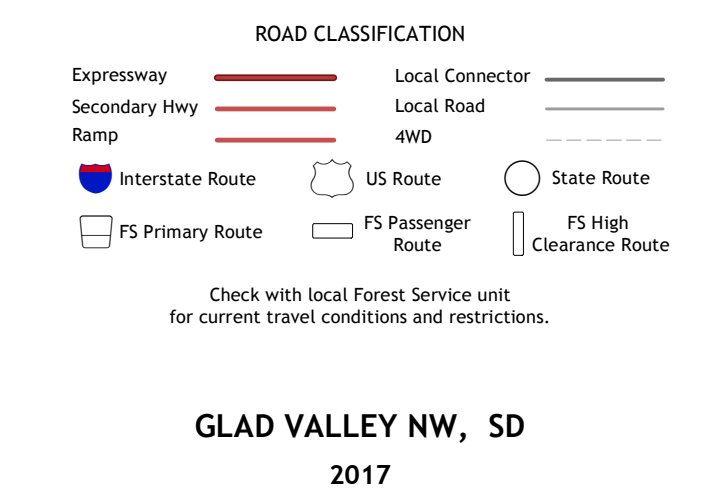 ROAD CLASSIFICATION
Expressway
Local Connector
Secondary Hwy
Local Road
Ramp
4WD
Interstate Route
US Route
State Route
FS Primary Route
FS Passenger
Route
FS High
Clearance Route
Check with local Forest Service unit
for current travel conditions and restrictions.
GLAD VALLEY NW, SD
2017